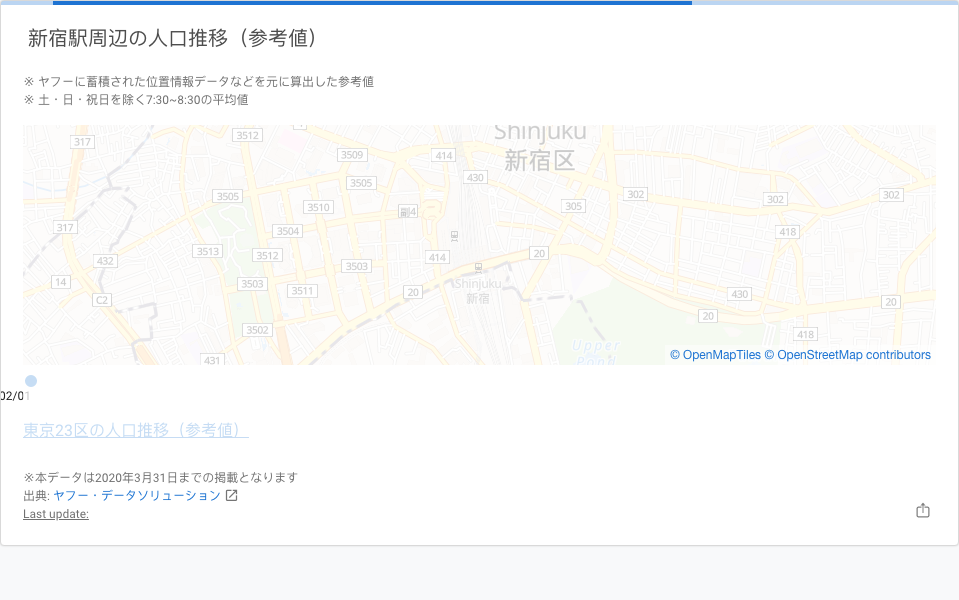 新宿駅周辺の人口推移（参考値）
※ ヤフーに蓄積された位置情報データなどを元に算出した参考値
※ 土・日・祝日を除く7:30~8:30の平均値
3512
317
Shinjuku
新宿区
3509
414
3505
430
3505
302
302
302
3510
305
副4
317
3504
418
3513
3512
414
20
432
3503
14
3503
3511
20
Shinjuku
新宿
430
C2
20
20
3502
418
431
Upper
© OpenMapTiles © OpenStreetMap contributors
02/01
東京23区の人口推移（参考値）
※本データは2020年3月31日までの掲載となります
出典: ヤフー・データソリューション
Last update: